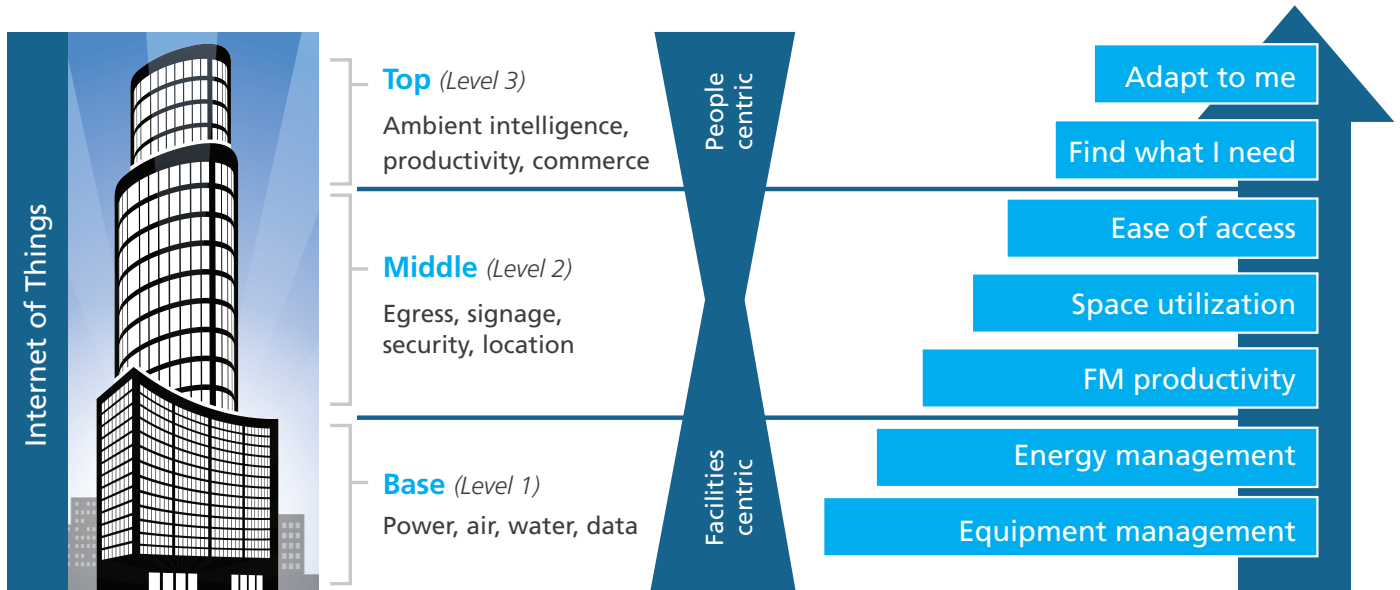 Internet of Things
Top (Level 3)
Ambient intelligence,
productivity, commerce
Middle (Level 2)
Egress, signage,
security, location
Base (Level 1)
Power, air, water, data
People
centric
Facilities
centric
Adapt to me
Find what I need
Ease of access
Space utilization
FM productivity
Energy management
Equipment management